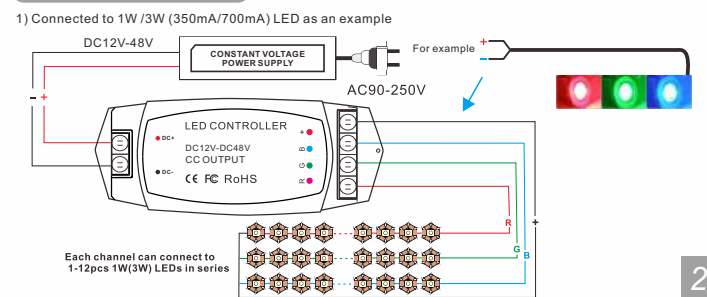 1) Connected to 1W /3W (350mA/700mA) LED as an example
DC12V-48V
CONSTANT VOLTAGE
POWER SUPPLY
For example
+
–
AC90-250V
– +
LED CONTROLLER
DC+
DC12V-DC48V
CC OUTPUT
DC-
CE FC RoHS
+
B
G
R
R
+
G
B
Each channel can connect to
1-12pcs 1W(3W) LEDs in series
2